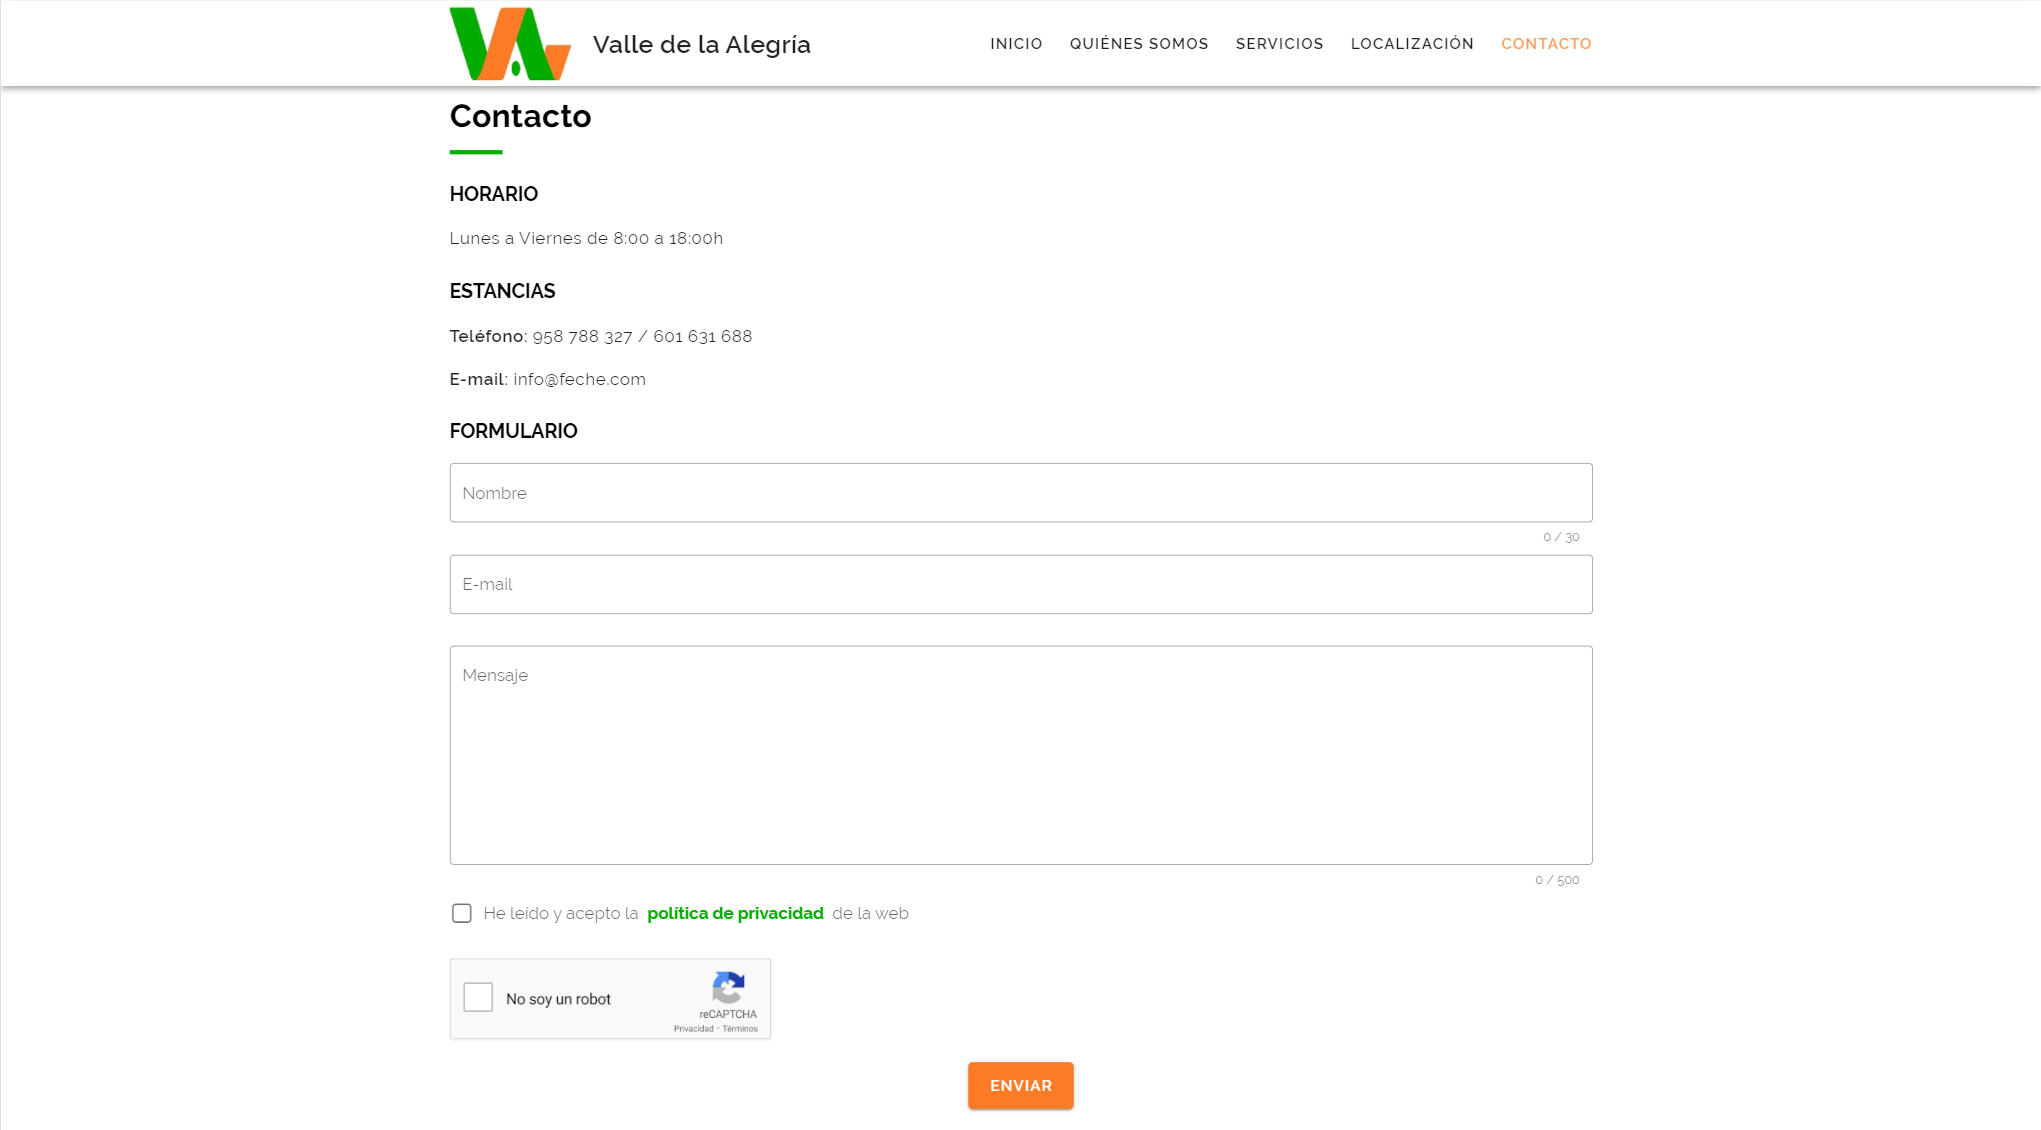 Valle de la Alegría
INICIO QUIÉNES SOMOS SERVICIOS LOCALIZACIÓN CONTACTO
Contacto
HORARIO
Lunes a Viernes de 8:00 a 18:00h
ESTANCIAS
Teléfono: 958 788 327 / 601 631 688
E-mail: info@feche.com
FORMULARIO
Nombre
0 / 30
E-mail
Mensaje
0 / 500
He leído y acepto la política de privacidad de la web
No soy un robot
reCAPTCHA
Privacidad - Términos
ENVIAR